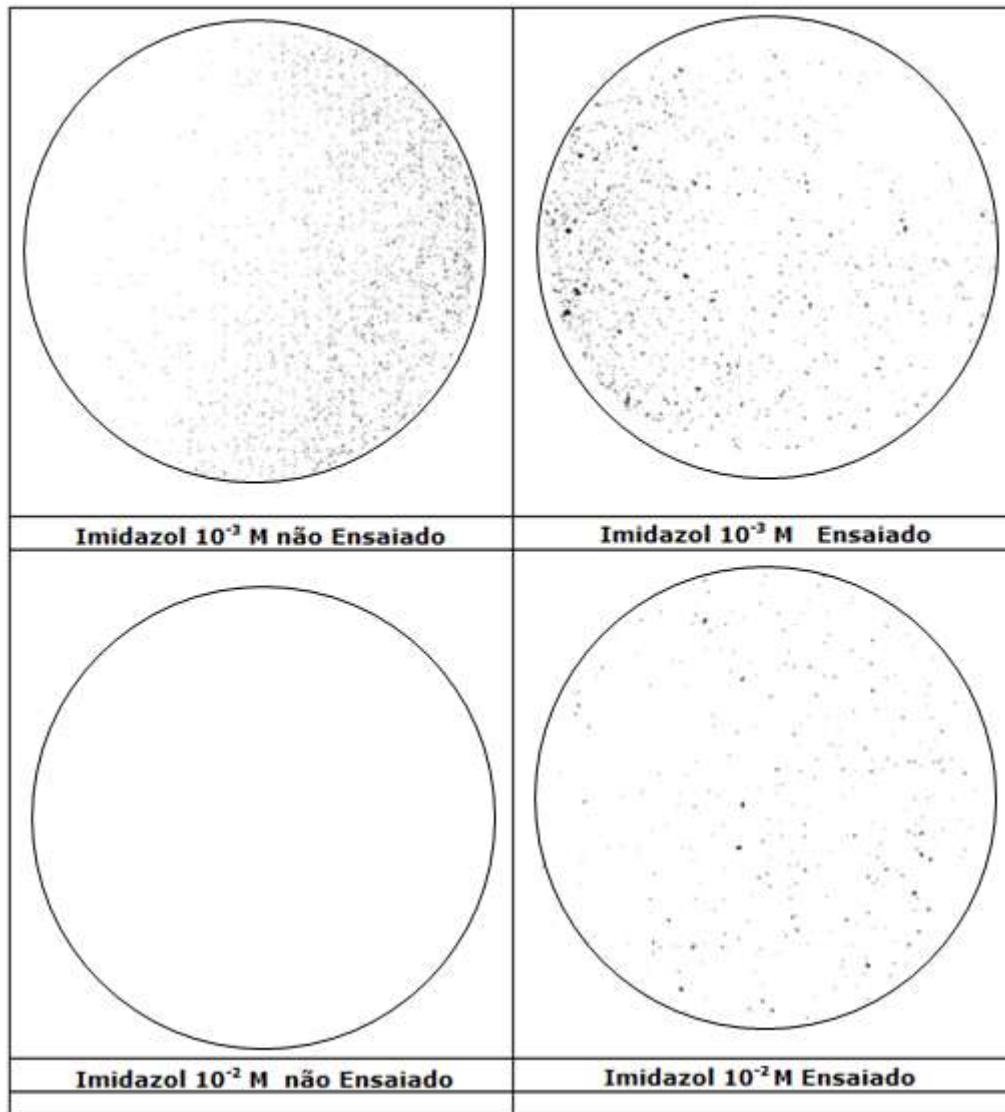 Imidazol 10⁻³ M não Ensaiado
Imidazol 10⁻³ M Ensaiado
Imidazol 10⁻² M não Ensaiado
Imidazol 10⁻² M Ensaiado